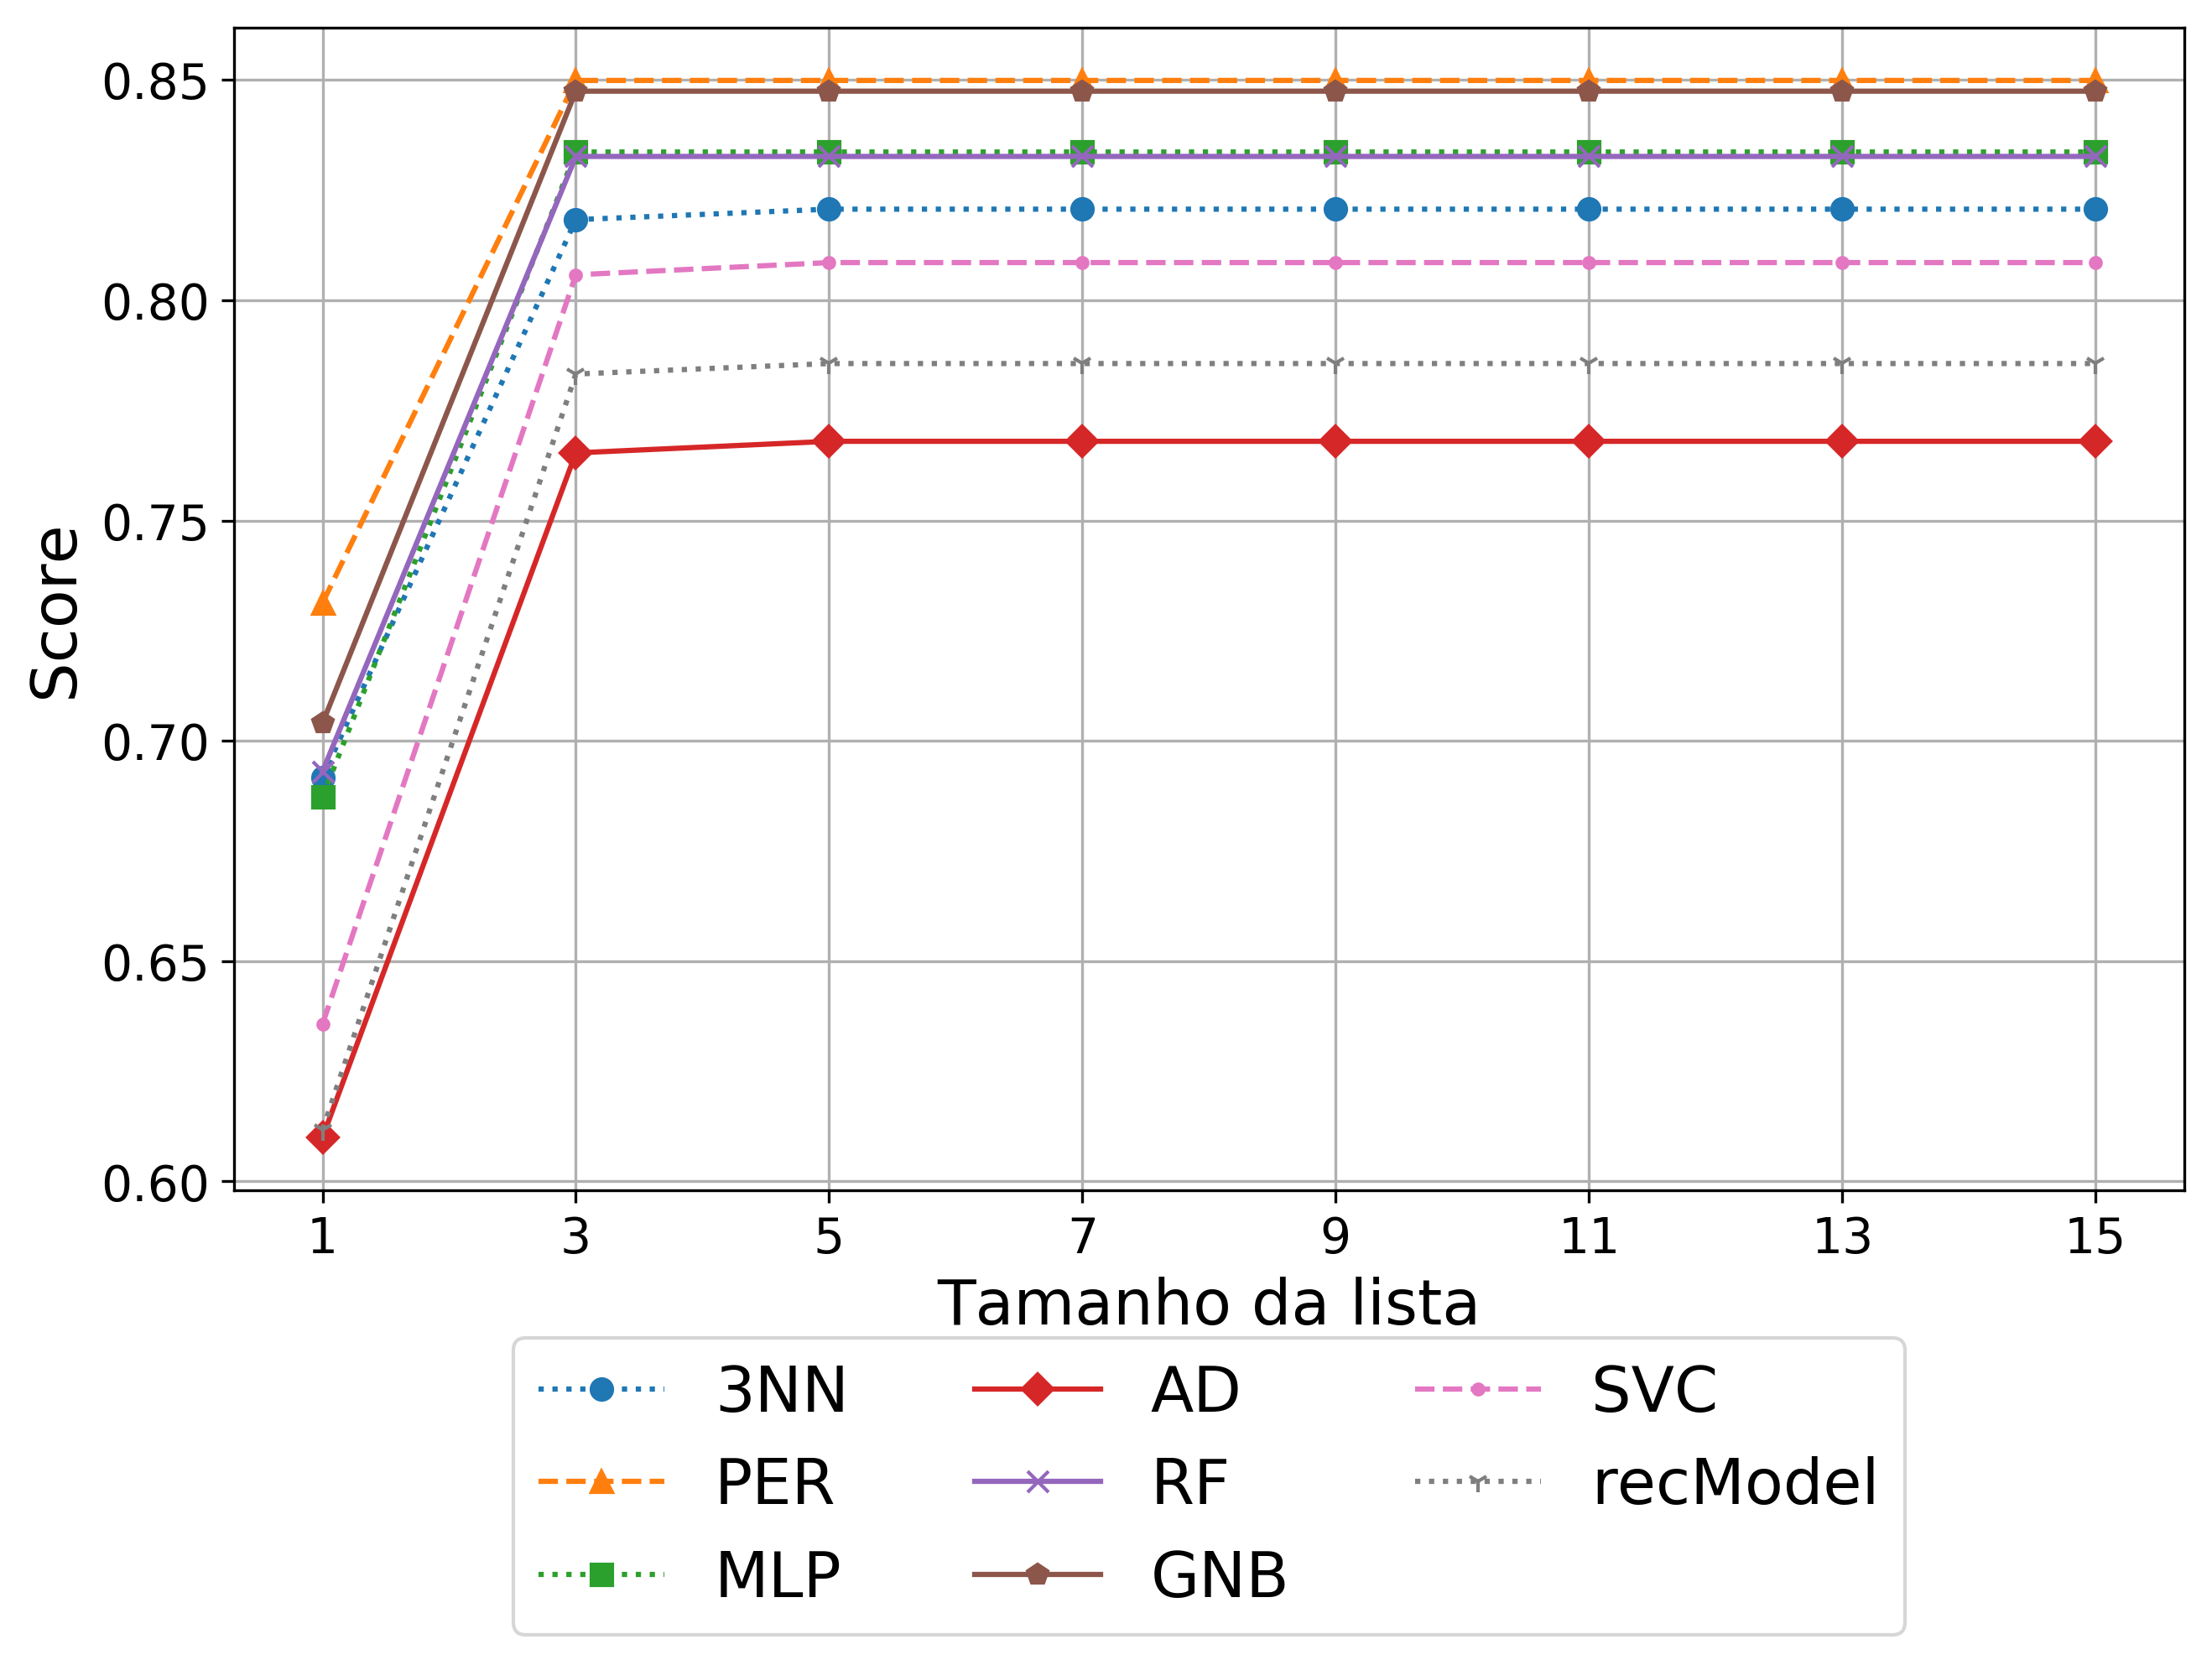 0.85
0.80
0.75
0.70
0.65
0.60
Score
1 3 5 7 9 11 13 15
Tamanho da lista
3NN AD SVC
PER RF recModel
MLP GNB